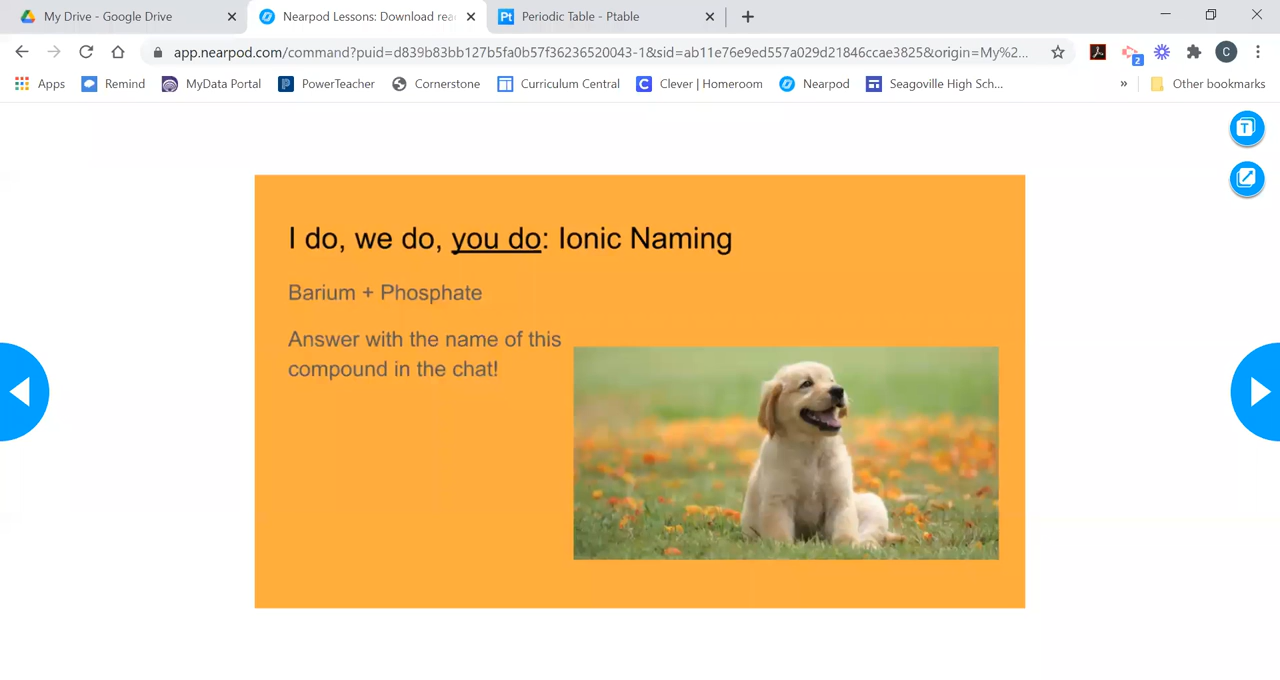 My Drive - Google Drive
Nearpod Lessons: Download rea
Periodic Table - Ptable
app.nearpod.com/command?puid=d839b83bb127b5fa0b57f36236520043-1&sid=ab11e76e9ed557a029d21846ccae3825&origin=My%2...
2
C
Apps
Remind
MyData Portal
PowerTeacher
Cornerstone
Curriculum Central
Clever | Homeroom
Nearpod
Seagoville High Sch...
»
Other bookmarks
T
I do, we do, you do: Ionic Naming
Barium + Phosphate
Answer with the name of this
compound in the chat!